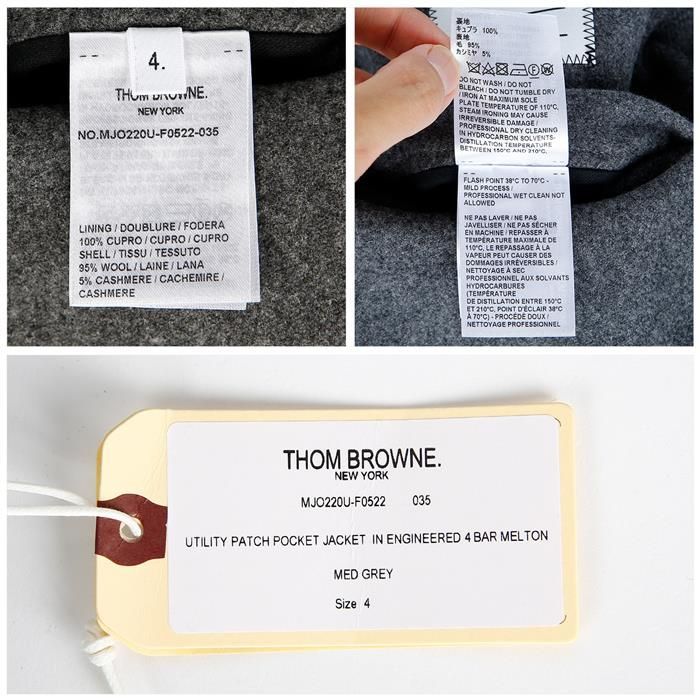 4.
THOM BROWNE.
NEW YORK
NO.MJO220U-F0522-035
LINING / DOUBLURE / FODERA
100% CUPRO / CUPRO / CUPRO
SHELL / TISSU / TESSUTO
95% WOOL / LAINE / LANA
5% CASHMERE / CACHEMIRE /
CASHMERE
裏地
キュプラ 100%
表地
毛 95%
カシミヤ 5%
DO NOT WASH / DO NOT
BLEACH / DO NOT TUMBLE DRY
/ IRON AT MAXIMUM SOLE
PLATE TEMPERATURE OF 110°C,
STEAM IRONING MAY CAUSE
IRREVERSIBLE DAMAGE /
PROFESSIONAL DRY CLEANING
IN HYDROCARBON SOLVENTS-
DISTILLATION TEMPERATURE
BETWEEN 150°C AND 210°C,
FLASH POINT 38°C TO 70°C -
MILD PROCESS /
PROFESSIONAL WET CLEAN NOT
ALLOWED
NE PAS LAVER / NE PAS
JAVELLISER / NE PAS SÉCHER
EN MACHINE / REPASSER À
TEMPÉRATURE MAXIMALE DE
110°C, LE REPASSAGE À LA
VAPEUR PEUT CAUSER DES
DOMMAGES IRRÉVERSIBLES /
NETTOYAGE À SEC
PROFESSIONNEL AUX SOLVANTS
HYDROCARBURES
(TEMPÉRATURE
DE DISTILLATION ENTRE 150°C
ET 210°C, POINT D'ÉCLAIR 38°C
À 70°C) - PROCÉDÉ DOUX /
NETTOYAGE PROFESSIONNEL
THOM BROWNE.
NEW YORK
MJO220U-F0522 035
UTILITY PATCH POCKET JACKET IN ENGINEERED 4 BAR MELTON
MED GREY
Size 4